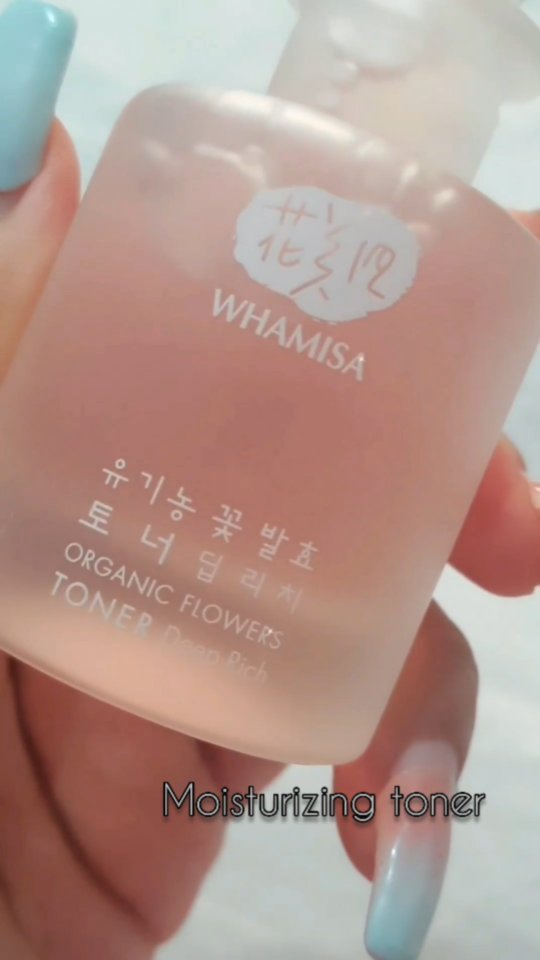 WHAMISA
유기농 꽃 발효
토너 딥 리치
ORGANIC FLOWERS
TONER Deep Rich
Moisturizing toner